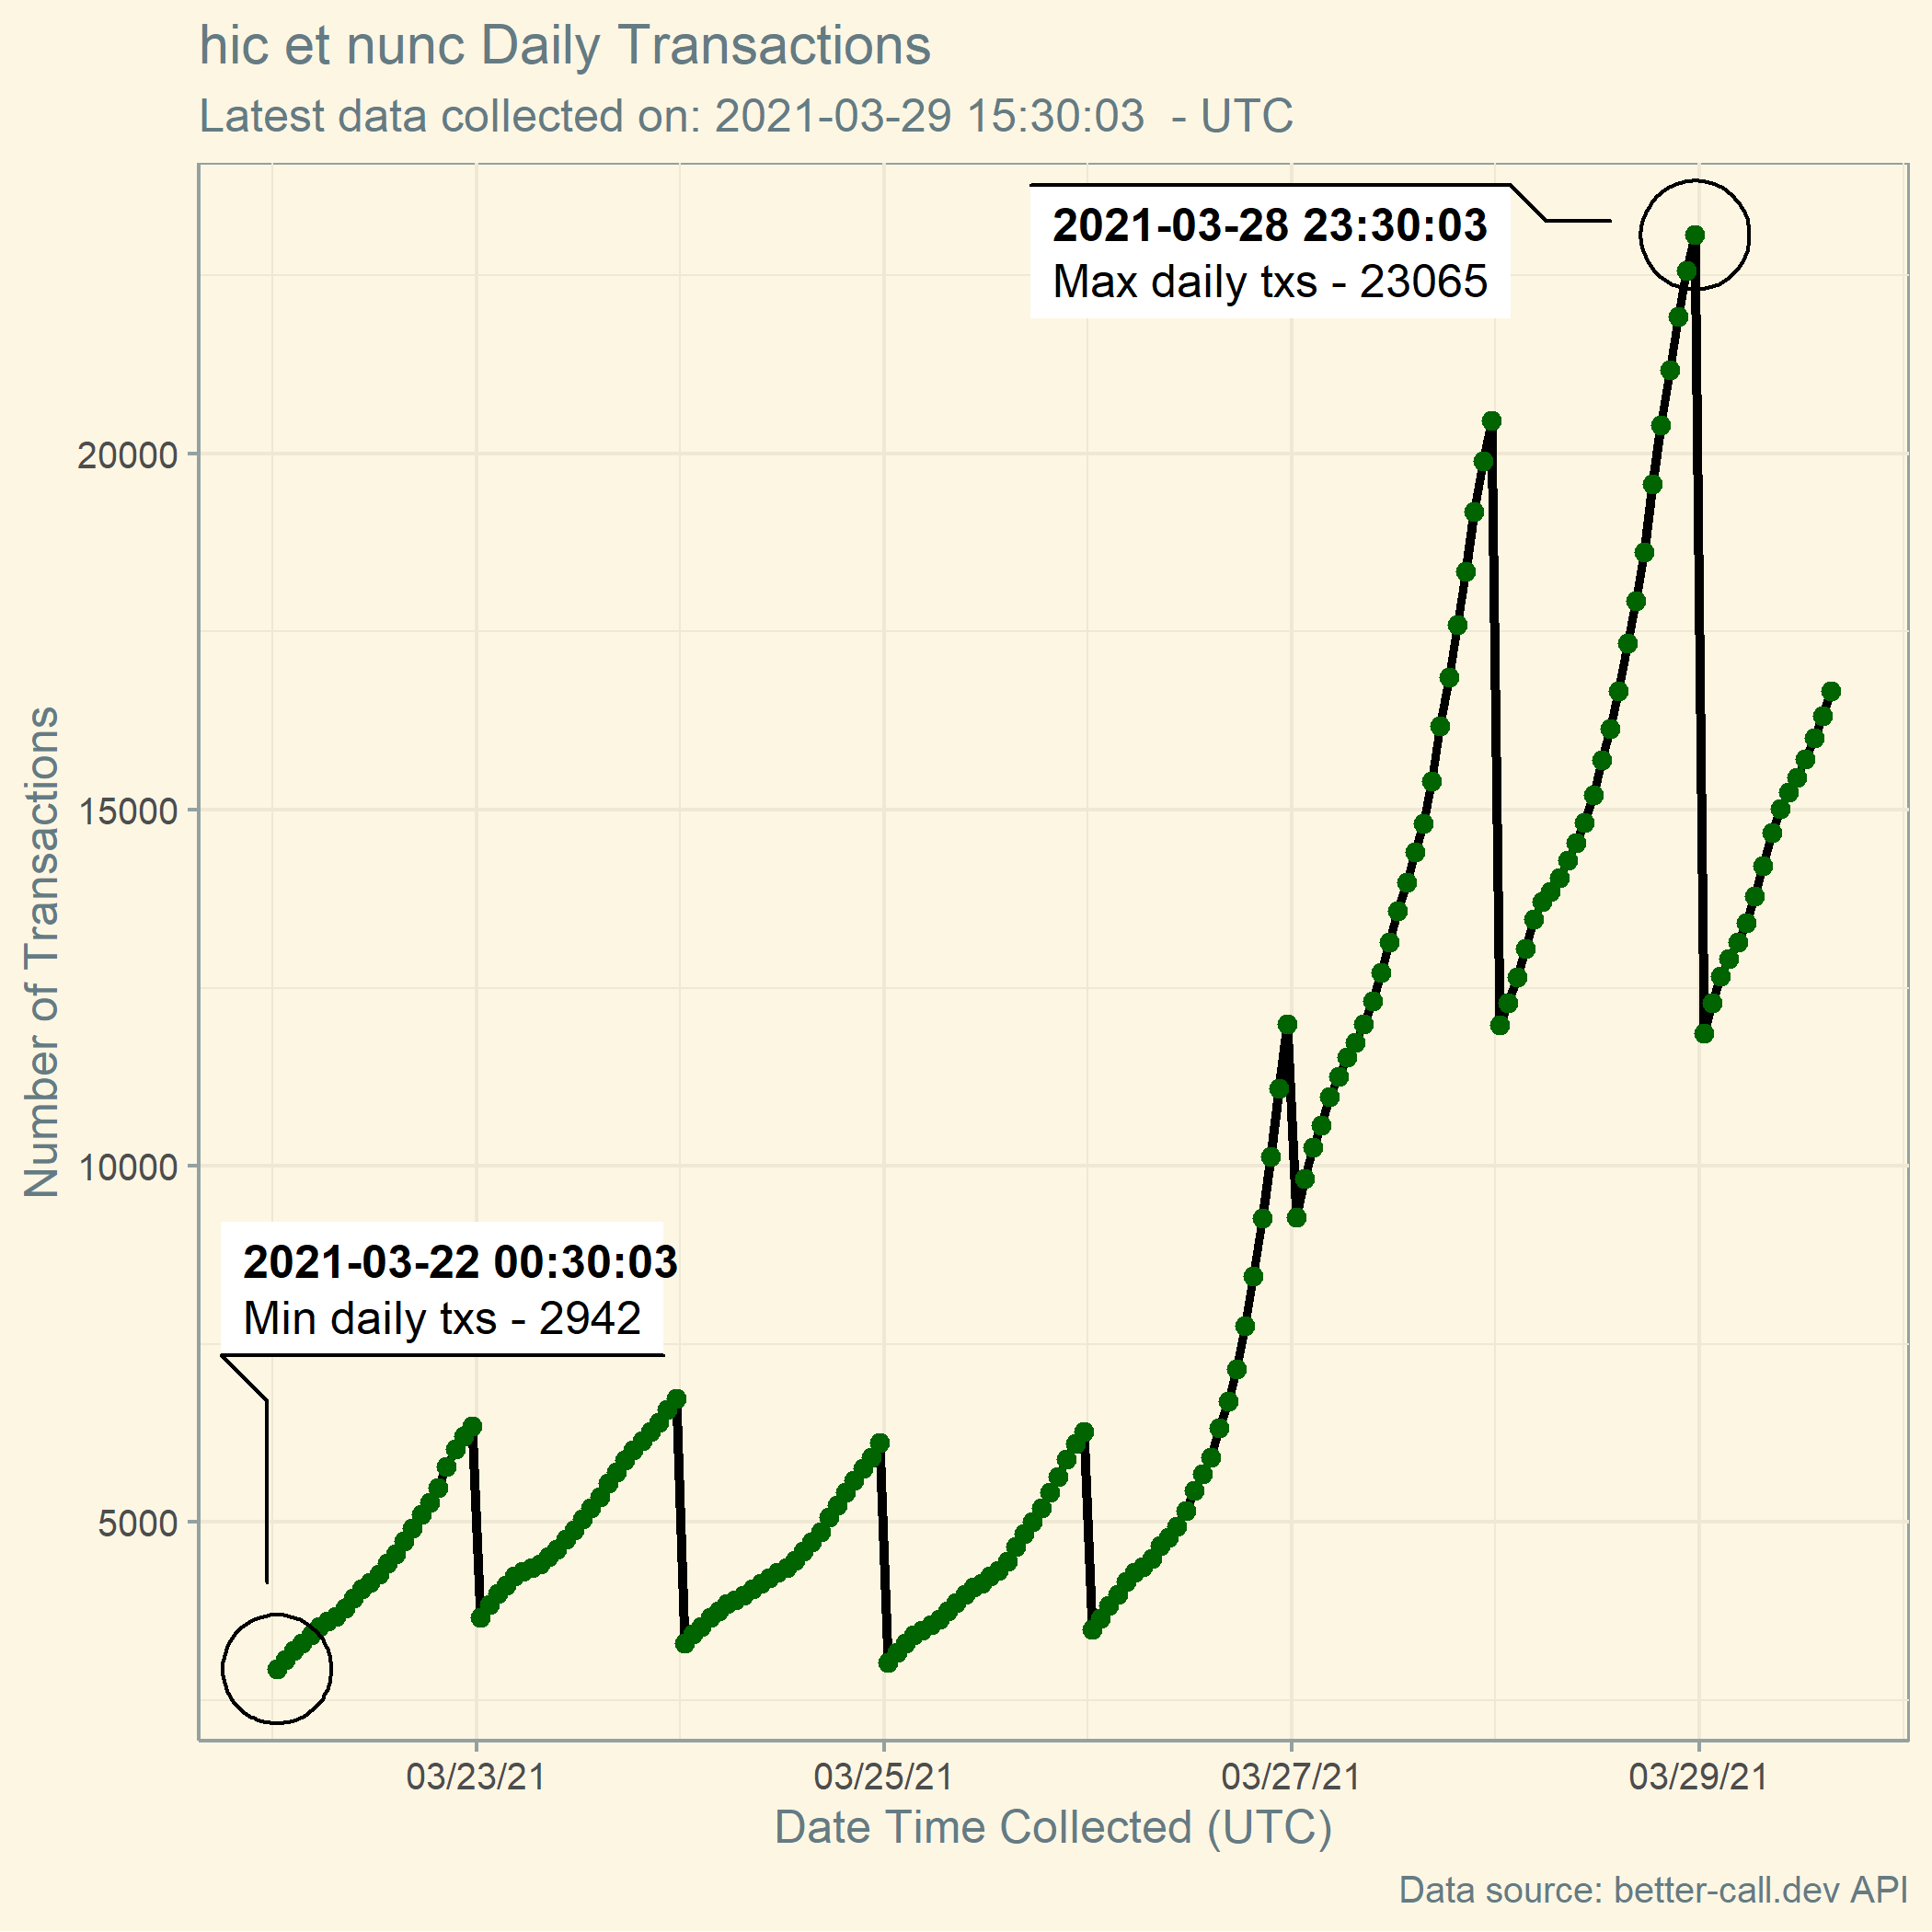 hic et nunc Daily Transactions
Latest data collected on: 2021-03-29 15:30:03  - UTC
2021-03-28 23:30:03
Max daily txs - 23065
20000
15000
10000
5000
Number of Transactions
2021-03-22 00:30:03
Min daily txs - 2942
03/23/21
03/25/21
03/27/21
03/29/21
Date Time Collected (UTC)
Data source: better-call.dev API